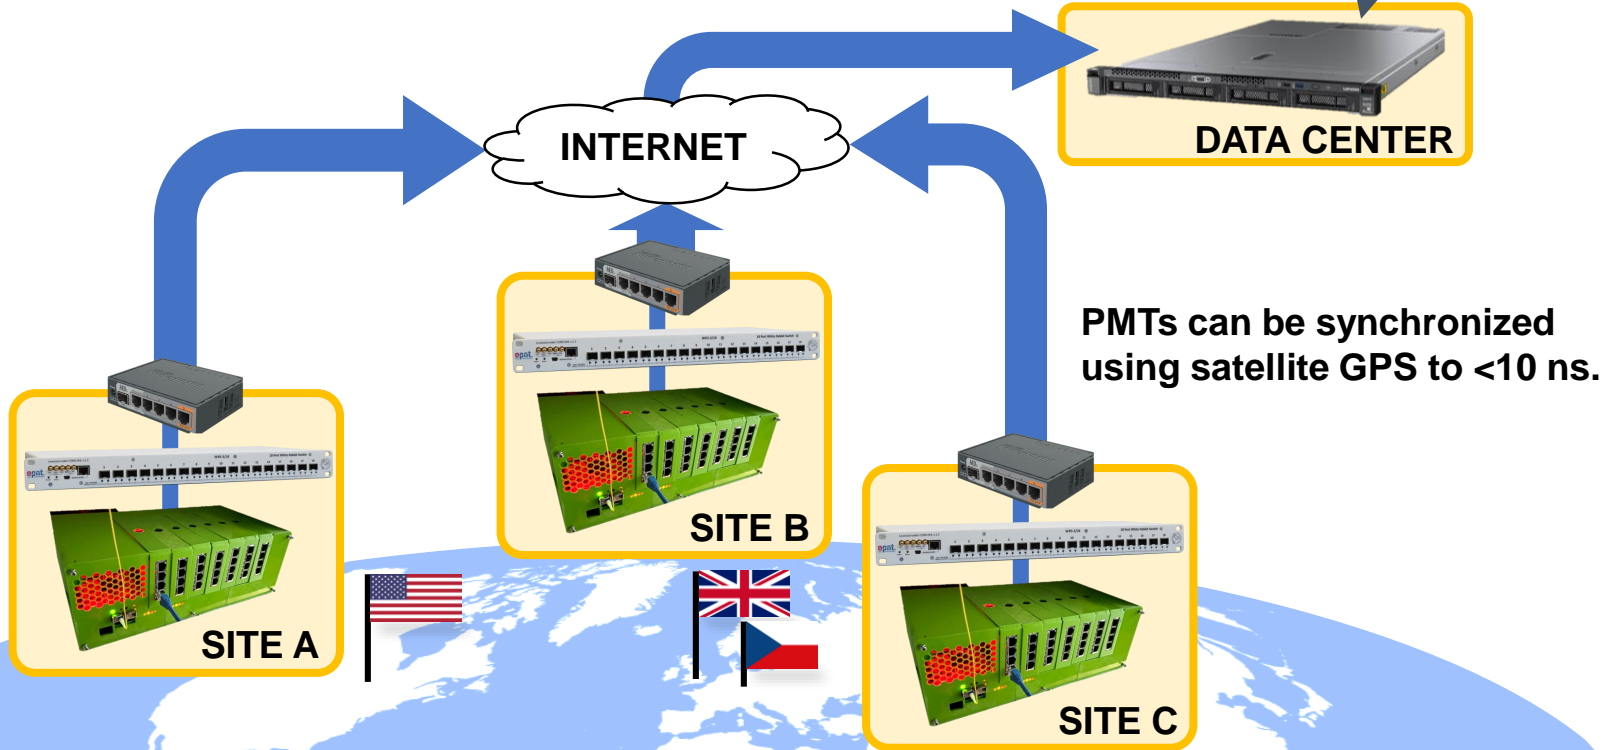 DATA CENTER
INTERNET
PMTs can be synchronized
using satellite GPS to <10 ns.
SITE B
SITE A
SITE C